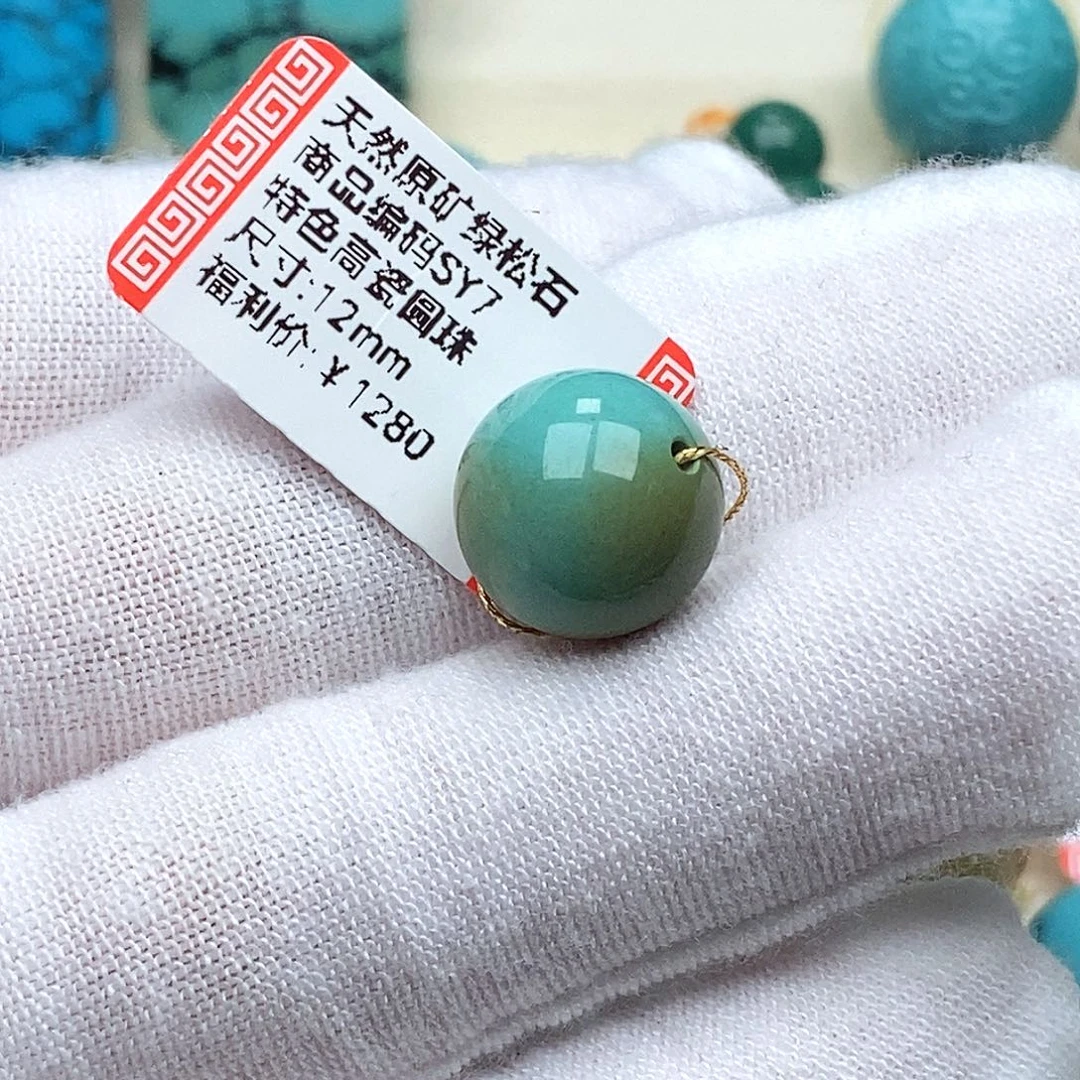 天然原矿绿松石
商品编码SY7
特色高瓷圆珠
尺寸:12mm
福利价:¥1280